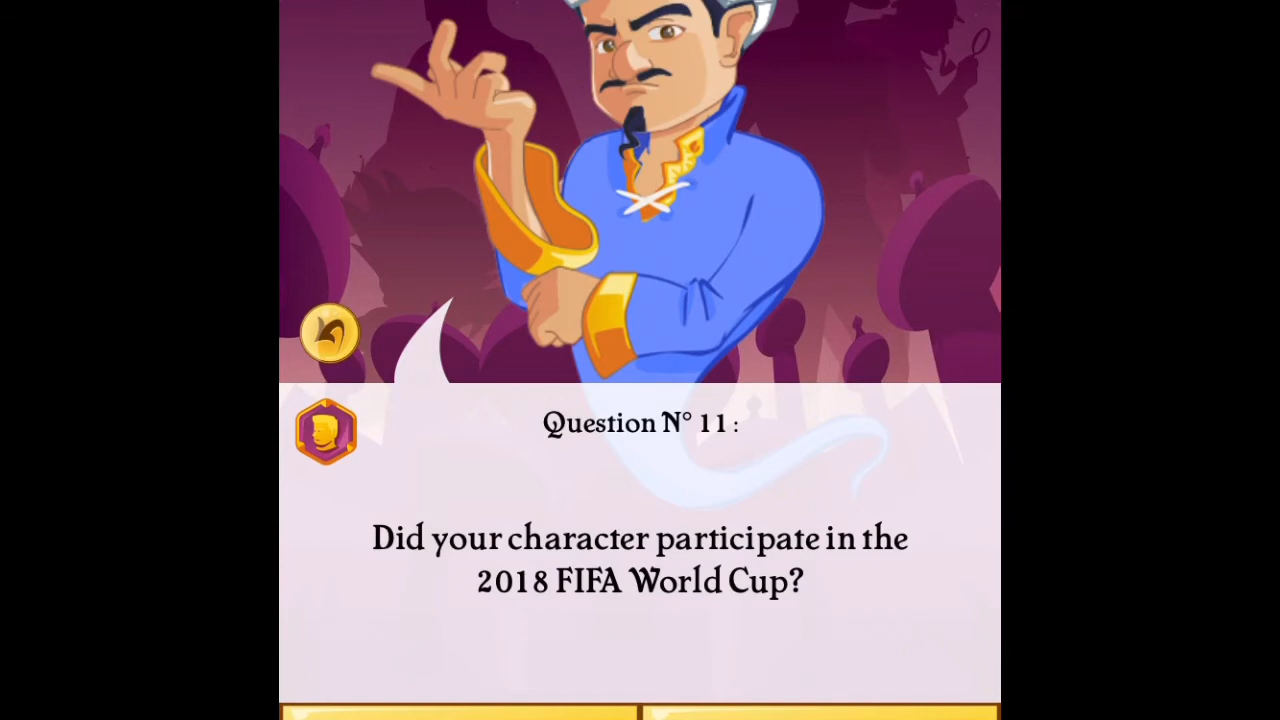 Question N° 11 :
Did your character participate in the
2018 FIFA World Cup?